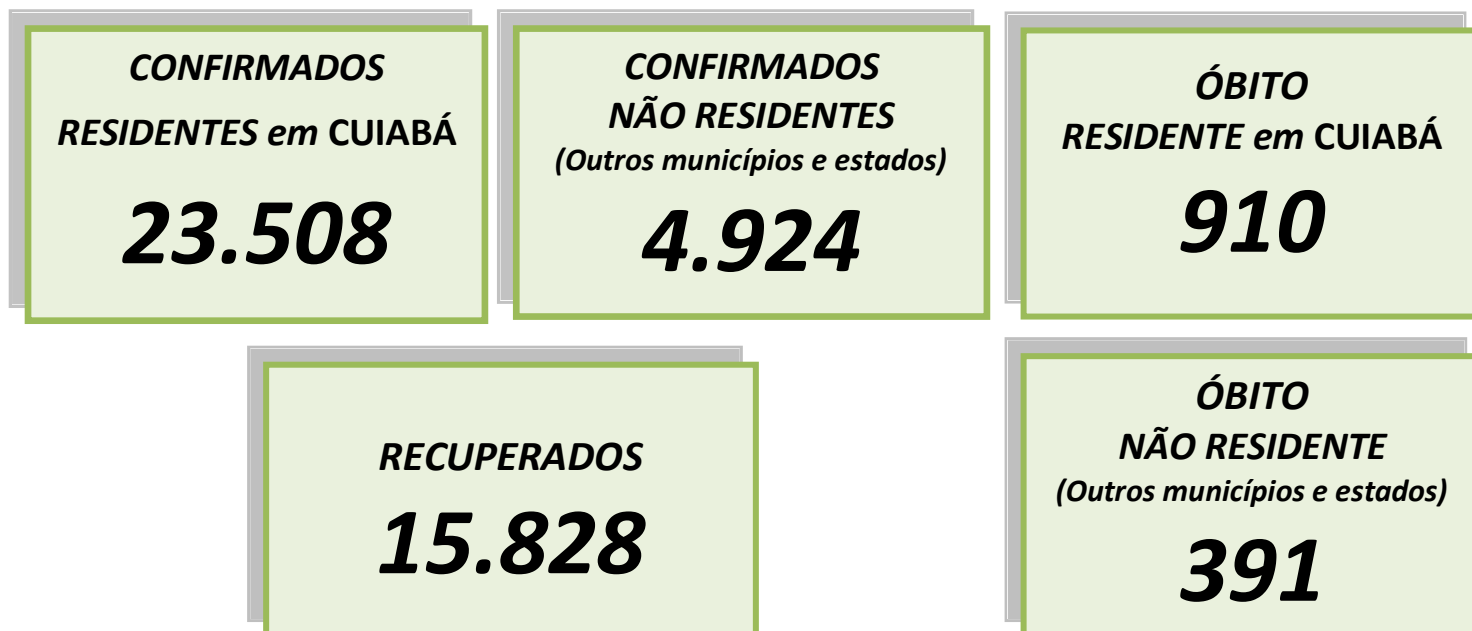 CONFIRMADOS
RESIDENTES em CUIABÁ
23.508
CONFIRMADOS
NÃO RESIDENTES
(Outros municípios e estados)
4.924
ÓBITO
RESIDENTE em CUIABÁ
910
RECUPERADOS
15.828
ÓBITO
NÃO RESIDENTE
(Outros municípios e estados)
391